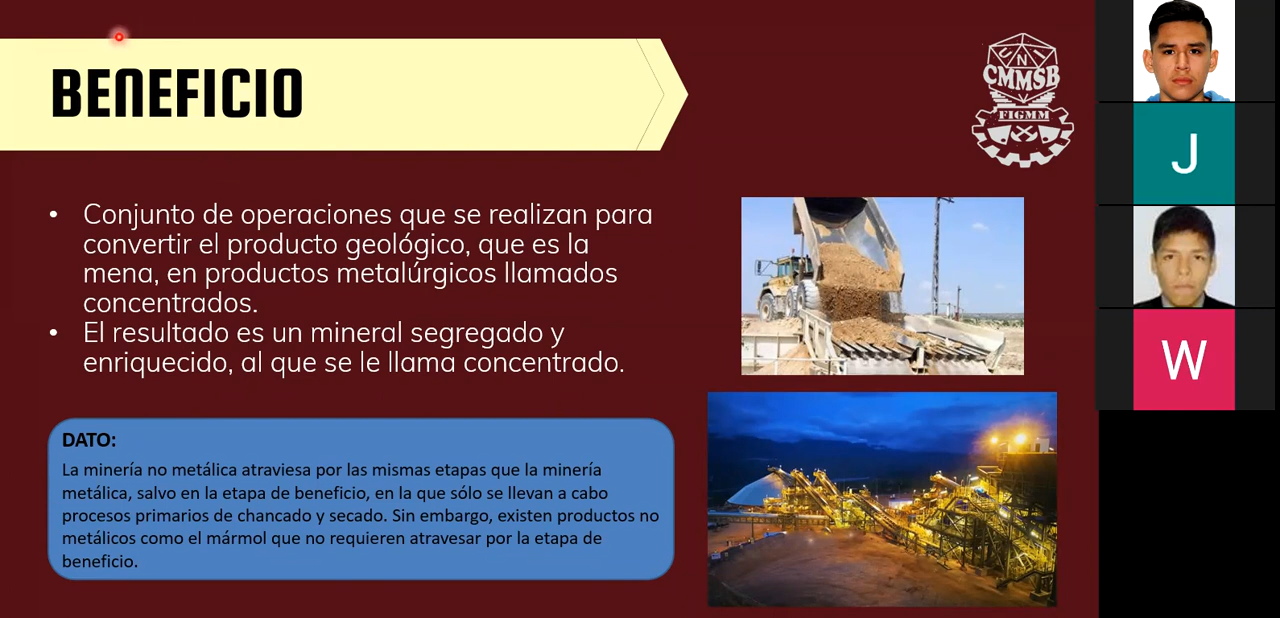 BENEFICIO
UNI
CMMSB
FIGMM
• Conjunto de operaciones que se realizan para
convertir el producto geológico, que es la
mena, en productos metalúrgicos llamados
concentrados.
• El resultado es un mineral segregado y
enriquecido, al que se le llama concentrado.
DATO:
La minería no metálica atraviesa por las mismas etapas que la minería
metálica, salvo en la etapa de beneficio, en la que sólo se llevan a cabo
procesos primarios de chancado y secado. Sin embargo, existen productos no
metálicos como el mármol que no requieren atravesar por la etapa de
beneficio.
J
W